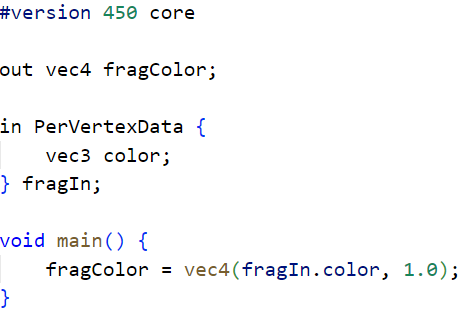 #version 450 core
out vec4 fragColor;
in PerVertexData {
    vec3 color;
} fragIn;
void main() {
    fragColor = vec4(fragIn.color, 1.0);
}